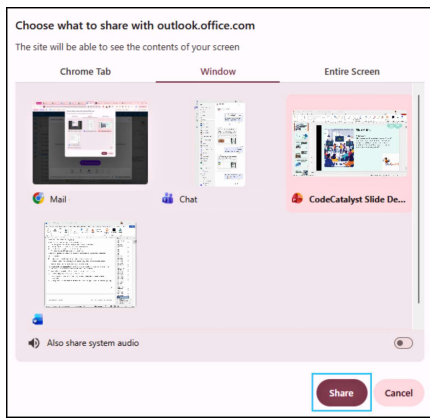 Choose what to share with outlook.office.com
The site will be able to see the contents of your screen
Chrome Tab Window Entire Screen
Mail Chat CodeCatalyst Slide De...
Also share system audio
Share Cancel